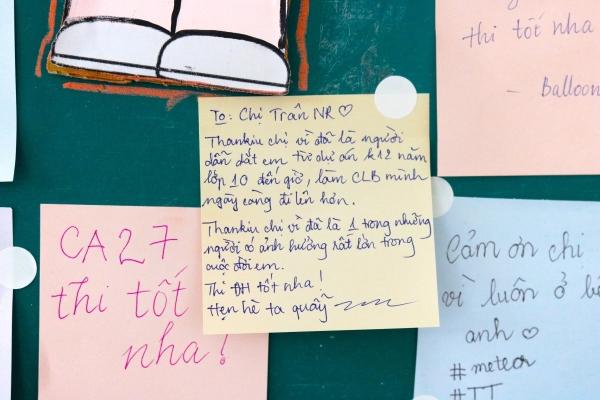 thi tốt nha
- Balloon
To: Chị Trân NR ♡
Thankiu chị vì đã là người
dẫn dắt em từ dự án k12 năm
lớp 10 đến giờ, làm CLB mình
ngày càng đi lên hơn.
Thankiu chị vì đã là 1 trong những
người có ảnh hưởng rất lớn trong
cuộc đời em.
Thi ĐH tốt nha!
Hẹn hè ta quẩy
CA27
thi tốt
nha!
Cảm ơn chị
vì luôn ở bê
anh ♡
#meteor
#TT